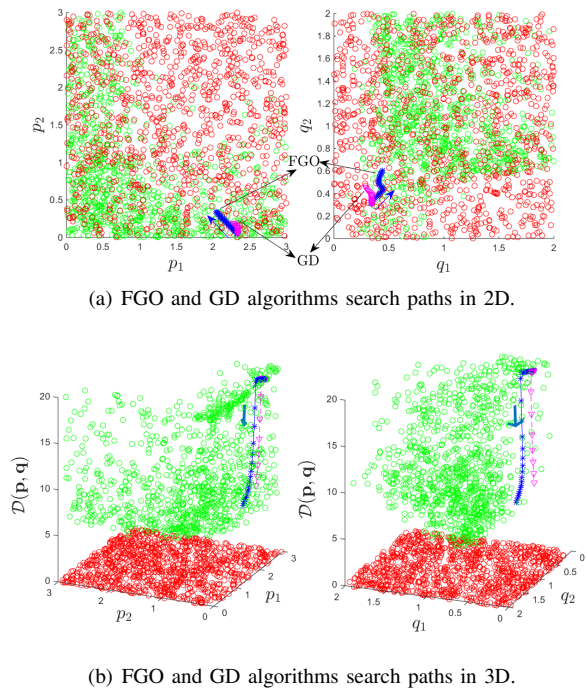 3
2.5
2
1.5
1
0.5
0
p2
0 0.5 1 1.5 2 2.5 3
p1
2
1.8
1.6
1.4
1.2
1
0.8
0.6
0.4
0.2
0
q2
0 0.5 1 1.5 2
q1
FGO
GD
(a) FGO and GD algorithms search paths in 2D.
20
15
10
5
0
D(p, q)
3 2 1 0
p2
0 1 2 3
p1
20
15
10
5
0
D(p, q)
2 1.5 1 0.5 0
q1
2 1.5 1 0.5 0
q2
(b) FGO and GD algorithms search paths in 3D.